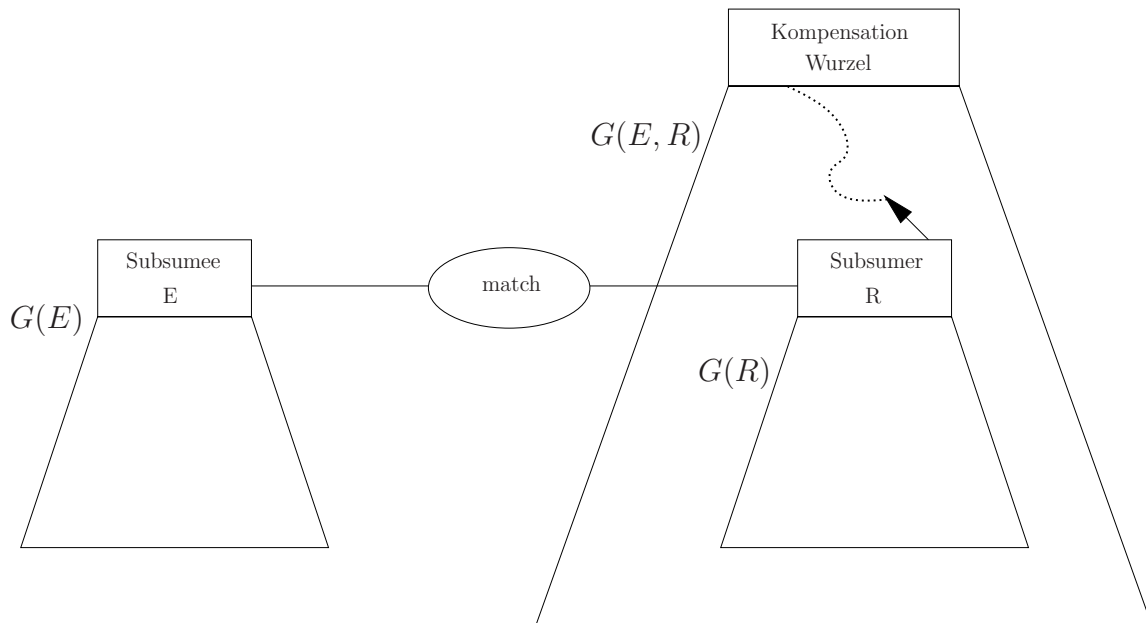 Kompensation
Wurzel
G(E, R)
Subsumee
E
match
Subsumer
R
G(E)
G(R)